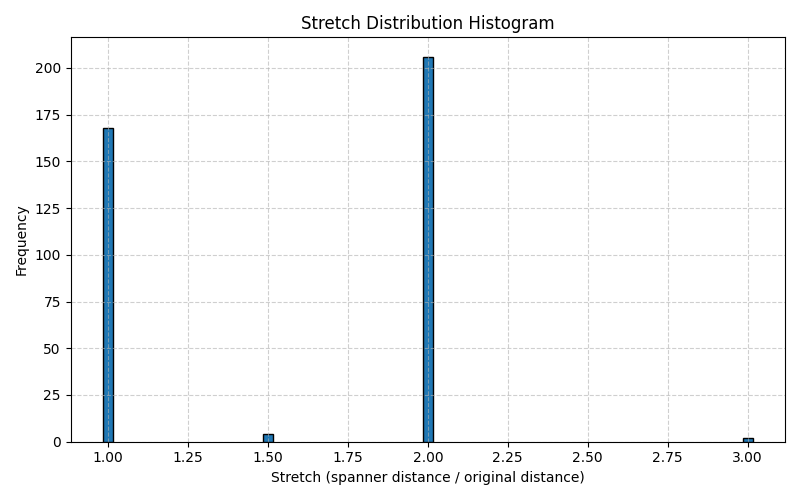 Stretch Distribution Histogram
Frequency
200
175
150
125
100
75
50
25
0
1.00 1.25 1.50 1.75 2.00 2.25 2.50 2.75 3.00
Stretch (spanner distance / original distance)